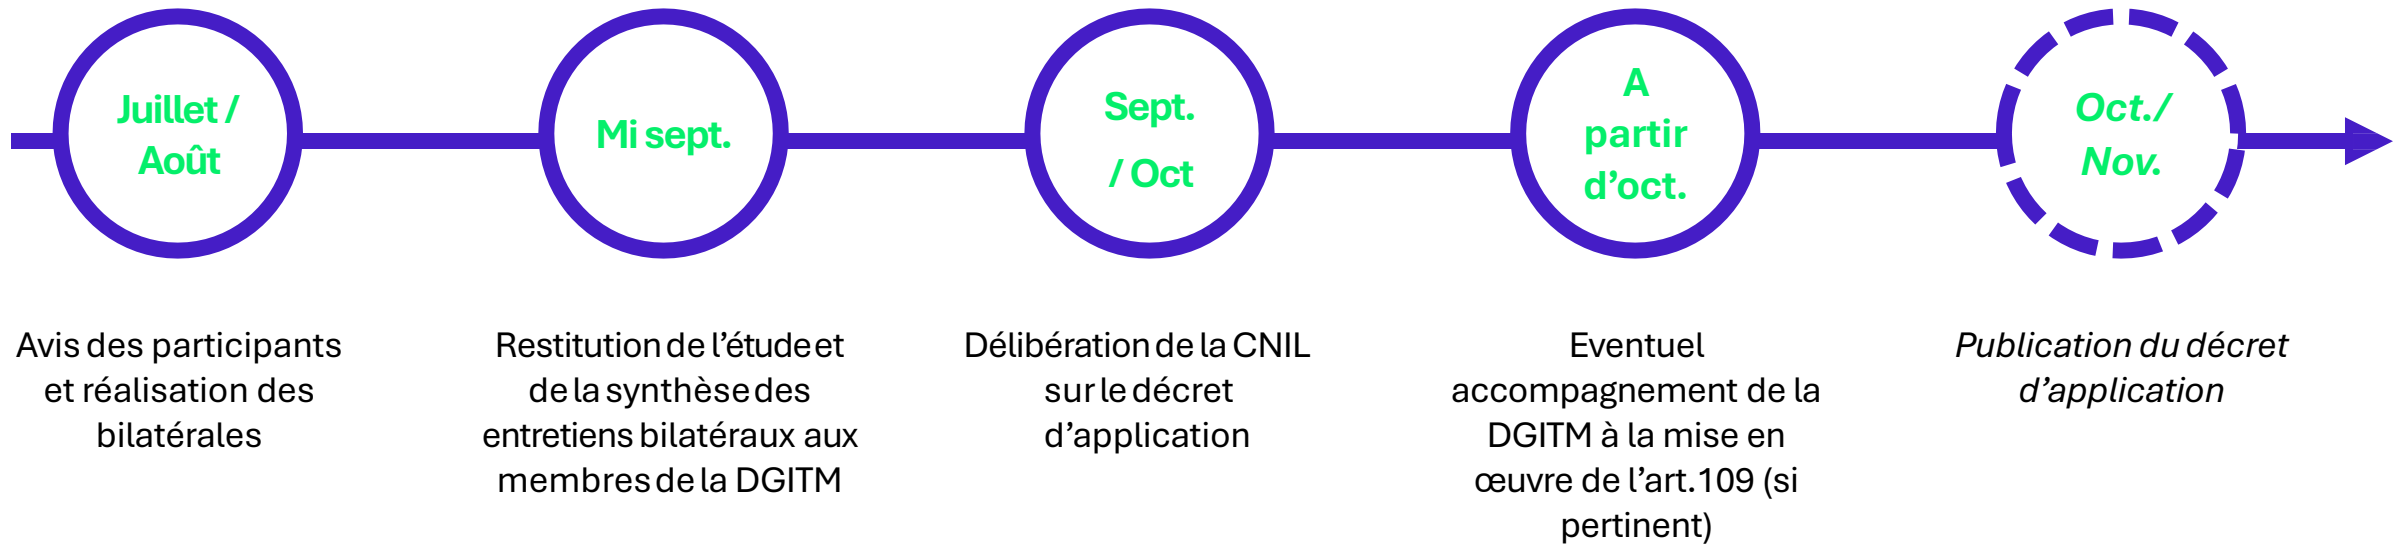 Juillet /
Août
Mi sept.
Sept.
/ Oct
A
partir
d’oct.
Oct./
Nov.
Avis des participants
et réalisation des
bilatérales
Restitution de l’étude et
de la synthèse des
entretiens bilatéraux aux
membres de la DGITM
Délibération de la CNIL
sur le décret
d’application
Eventuel
accompagnement de la
DGITM à la mise en
œuvre de l’art.109 (si
pertinent)
Publication du décret
d’application